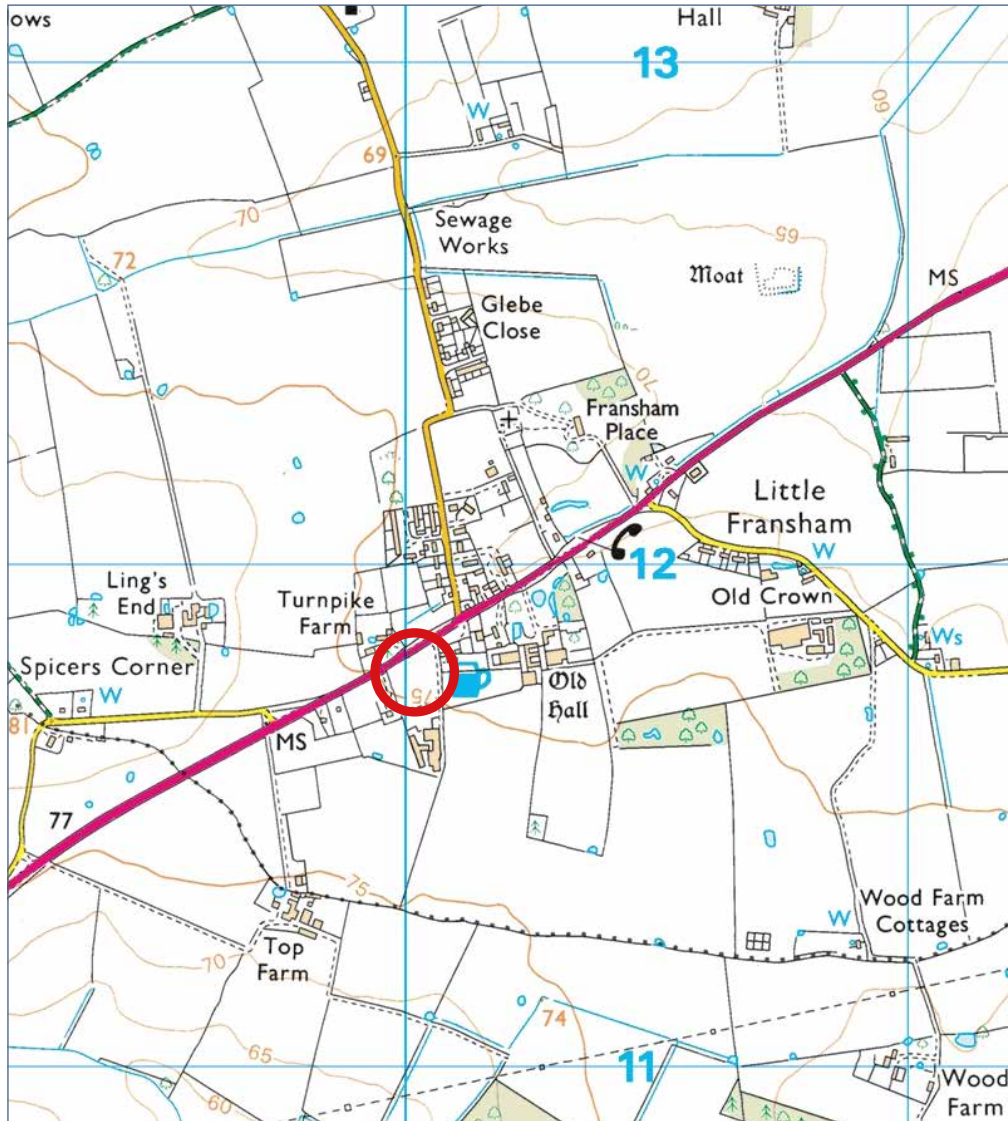 ows
Hall
13
60
W
69
70
Sewage
Works
65
72
Moat
MS
Glebe
Close
70
Fransham
Place
W
Little
Fransham
12
W
Ling's
End
Turnpike
Farm
Old Crown
Ws
Spicers Corner
W
75
Old
Hall
81
MS
77
75
W
Wood Farm
Cottages
Top
Farm
70
74
65
11
60
Wood
Farm